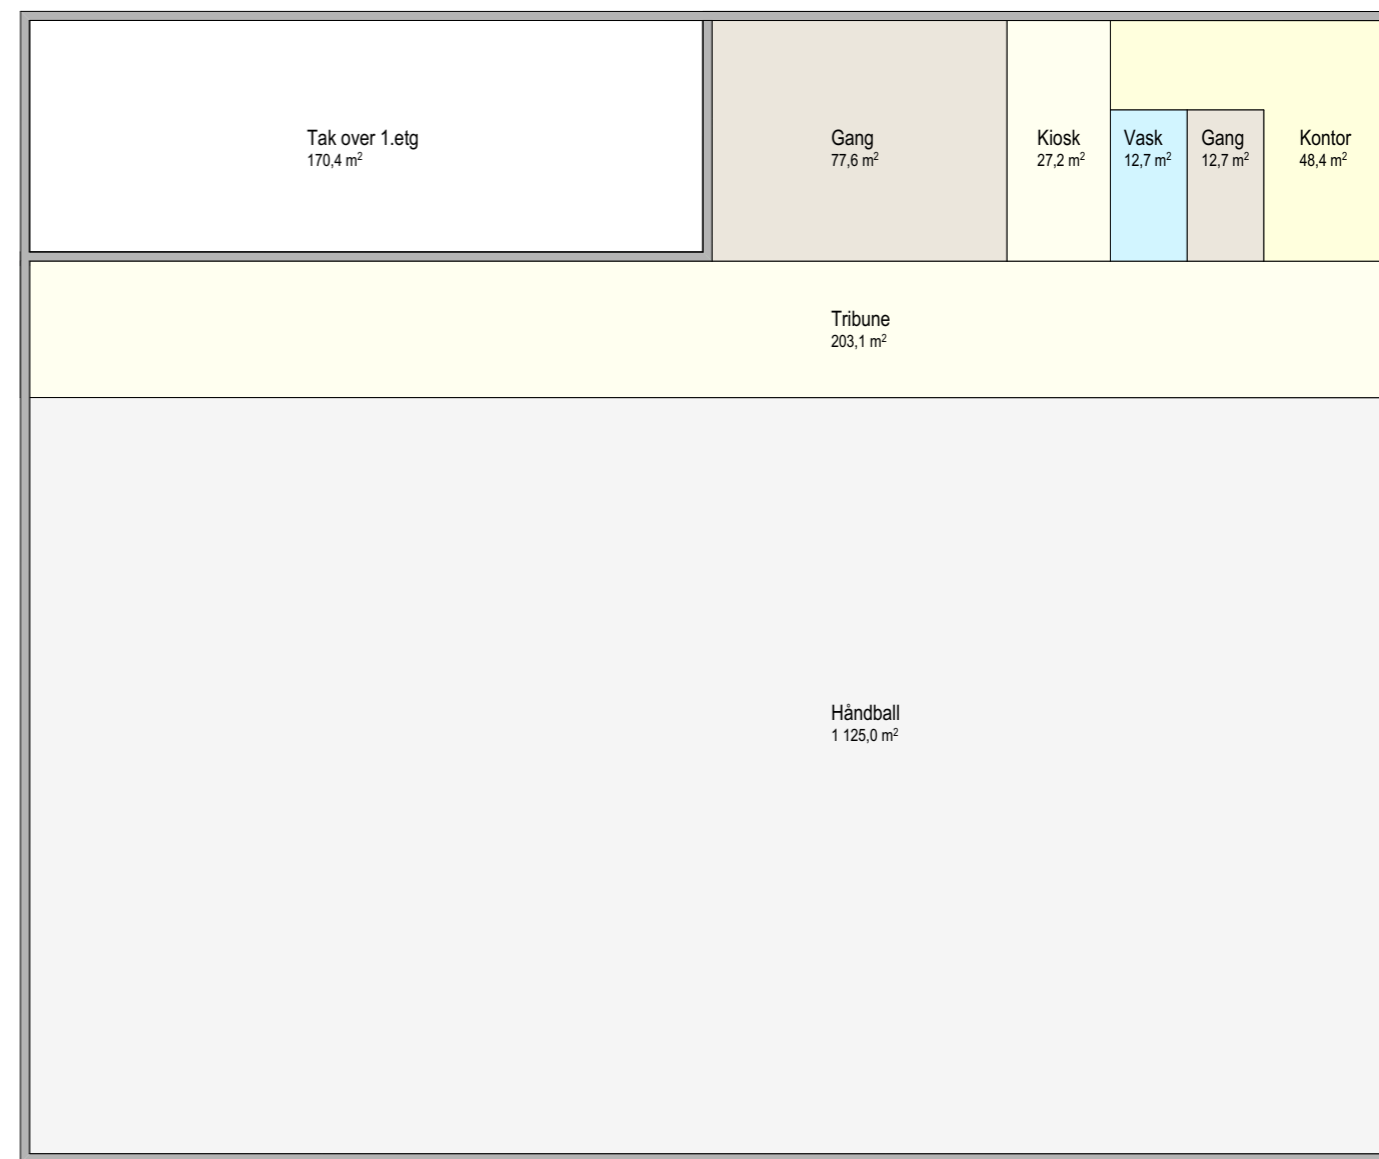 Tak over 1.etg
170,4 m²
Gang
77,6 m²
Kiosk
27,2 m²
Vask
12,7 m²
Gang
12,7 m²
Kontor
48,4 m²
Tribune
203,1 m²
Håndball
1 125,0 m²